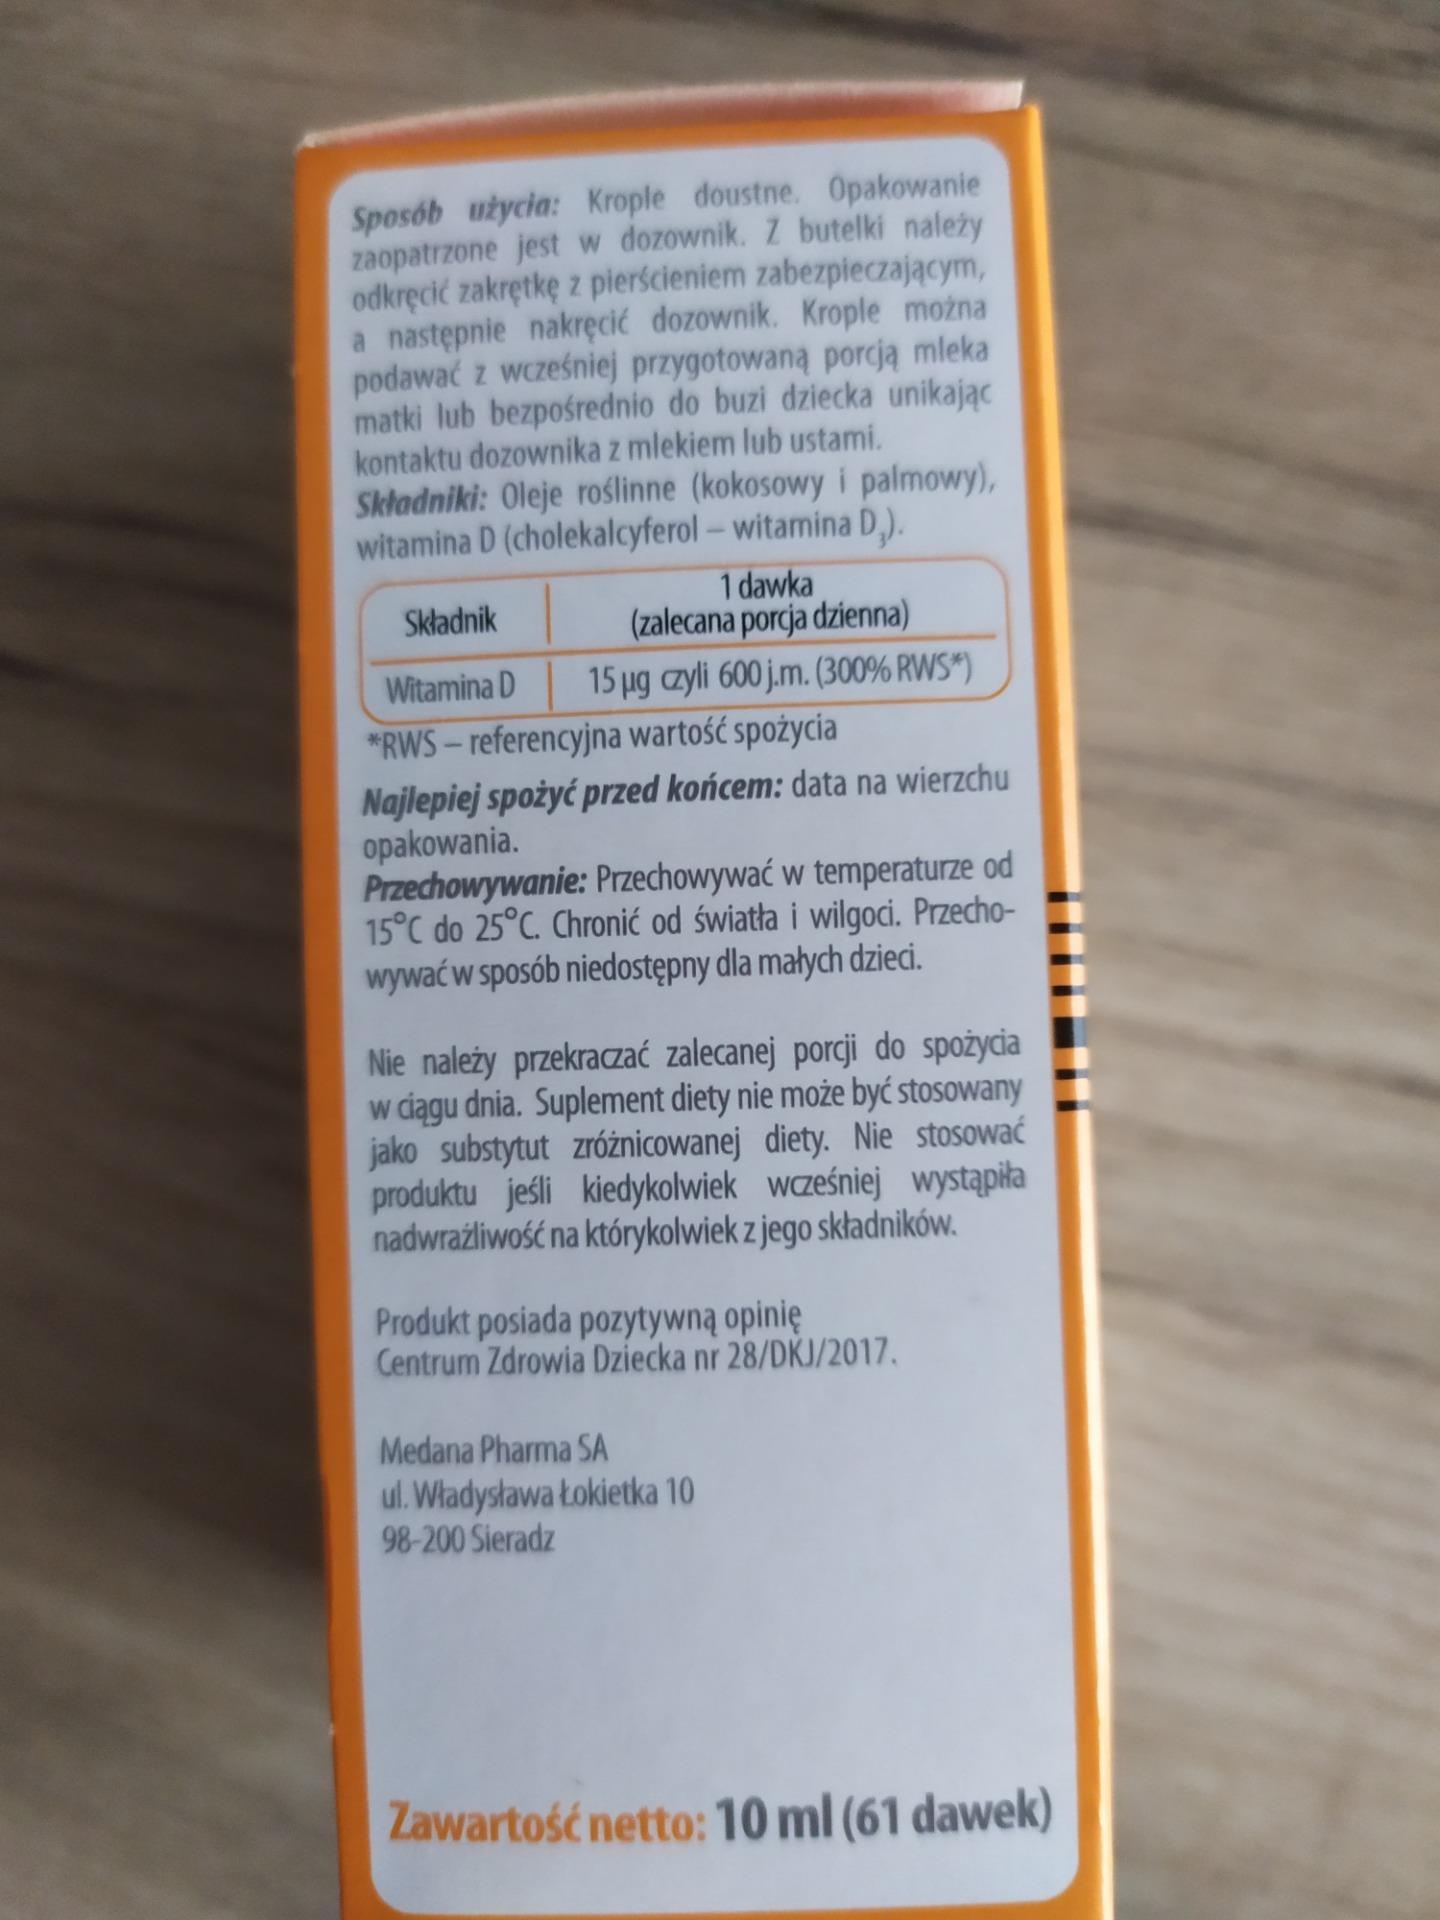 Sposób użycia: Krople doustne. Opakowanie
zaopatrzone jest w dozownik. Z butelki należy
odkręcić zakrętkę z pierścieniem zabezpieczającym,
a następnie nakręcić dozownik. Krople można
podawać z wcześniej przygotowaną porcją mleka
matki lub bezpośrednio do buzi dziecka unikając
kontaktu dozownika z mlekiem lub ustami.
Składniki: Oleje roślinne (kokosowy i palmowy),
witamina D (cholekalcyferol – witamina D₃).
Składnik
1 dawka
(zalecana porcja dzienna)
Witamina D
15 µg czyli 600 j.m. (300% RWS*)
*RWS – referencyjna wartość spożycia
Najlepiej spożyć przed końcem: data na wierzchu
opakowania.
Przechowywanie: Przechowywać w temperaturze od
15°C do 25°C. Chronić od światła i wilgoci. Przecho-
wywać w sposób niedostępny dla małych dzieci.
Nie należy przekraczać zalecanej porcji do spożycia
w ciągu dnia. Suplement diety nie może być stosowany
jako substytut zróżnicowanej diety. Nie stosować
produktu jeśli kiedykolwiek wcześniej wystąpiła
nadwrażliwość na którykolwiek z jego składników.
Produkt posiada pozytywną opinię
Centrum Zdrowia Dziecka nr 28/DKJ/2017.
Medana Pharma SA
ul. Władysława Łokietka 10
98-200 Sieradz
Zawartość netto: 10 ml (61 dawek)